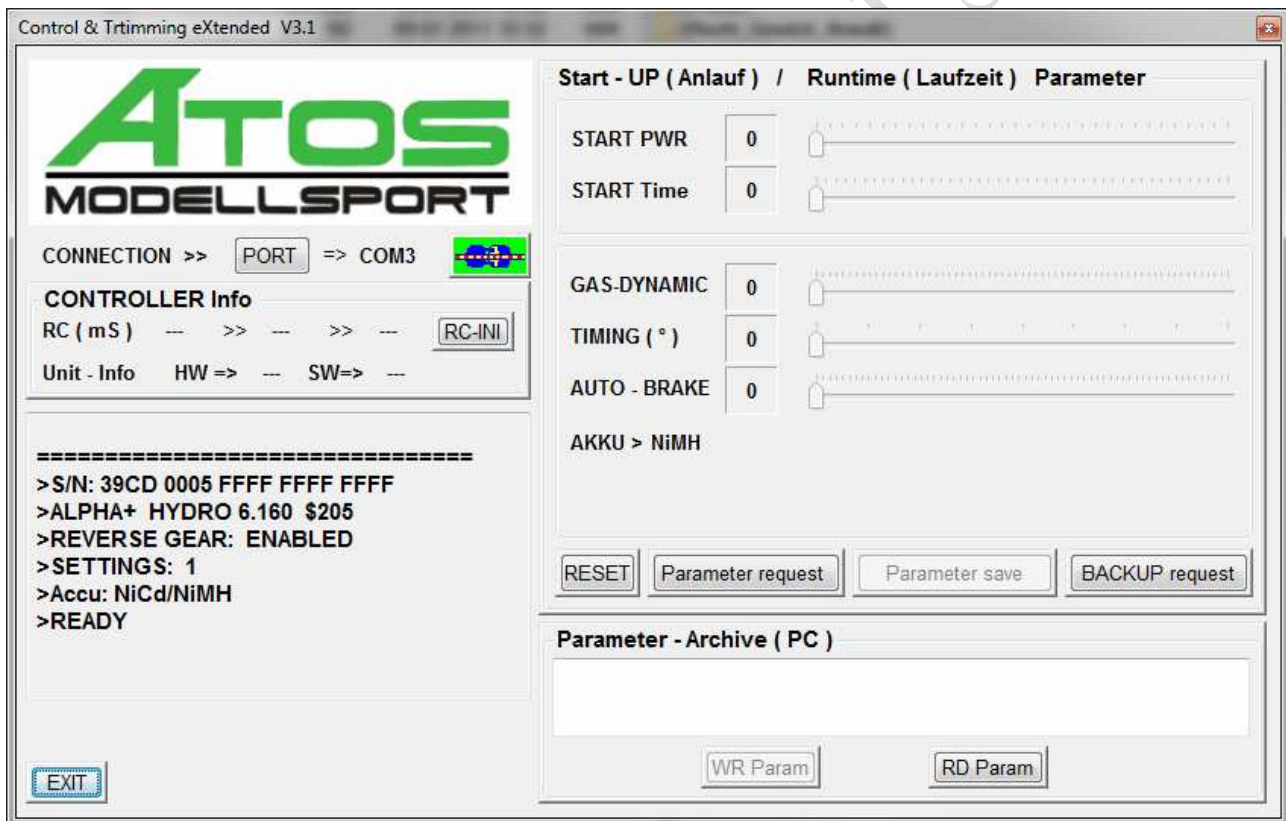 Control & Trtimming eXtended V3.1
ATOS
MODELLSPORT
CONNECTION >> PORT => COM3
CONTROLLER Info
RC ( mS ) --- >> --- >> --- RC-INI
Unit - Info HW => --- SW=> ---
================================
>S/N: 39CD 0005 FFFF FFFF FFFF
>ALPHA+ HYDRO 6.160 $205
>REVERSE GEAR: ENABLED
>SETTINGS: 1
>Accu: NiCd/NiMH
>READY
EXIT
Start - UP ( Anlauf ) / Runtime ( Laufzeit ) Parameter
START PWR 0
START Time 0
GAS-DYNAMIC 0
TIMING ( ° ) 0
AUTO - BRAKE 0
AKKU > NiMH
RESET Parameter request Parameter save BACKUP request
Parameter - Archive ( PC )
WR Param RD Param